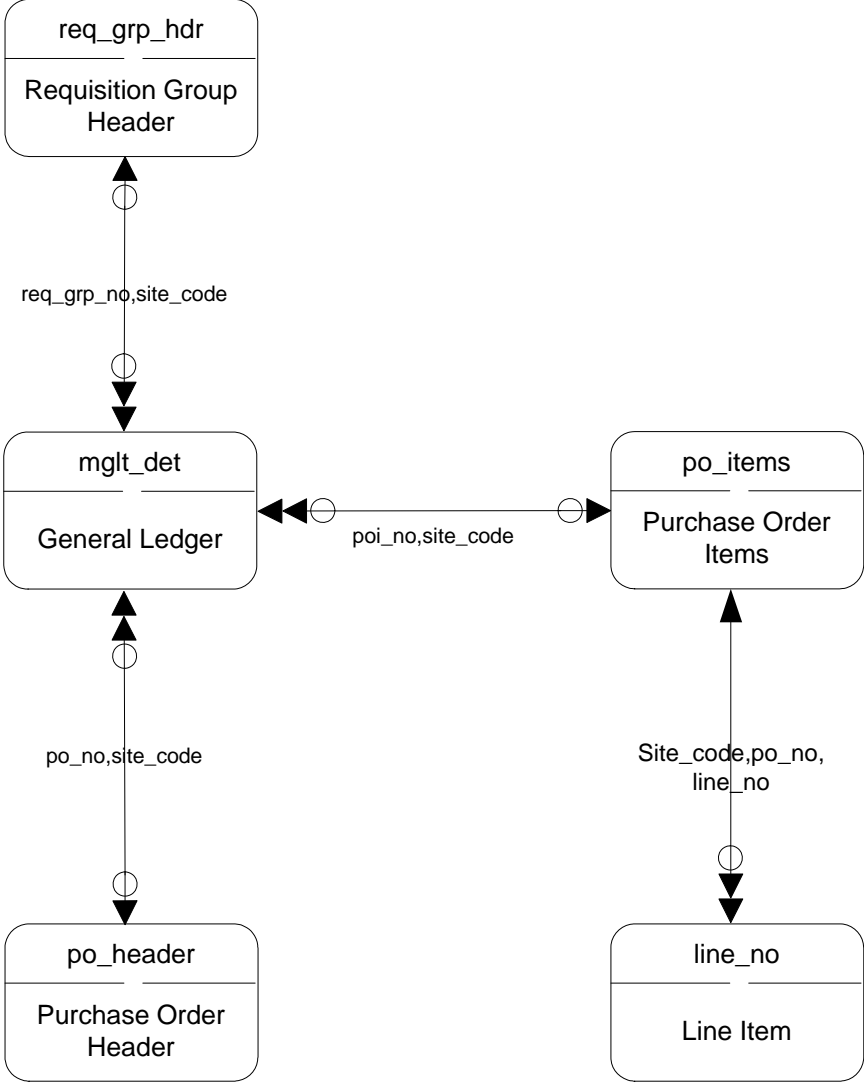 req_grp_hdr
Requisition Group
Header
req_grp_no,site_code
mglt_det
General Ledger
poi_no,site_code
po_items
Purchase Order
Items
po_no,site_code
Site_code,po_no,
line_no
po_header
Purchase Order
Header
line_no
Line Item